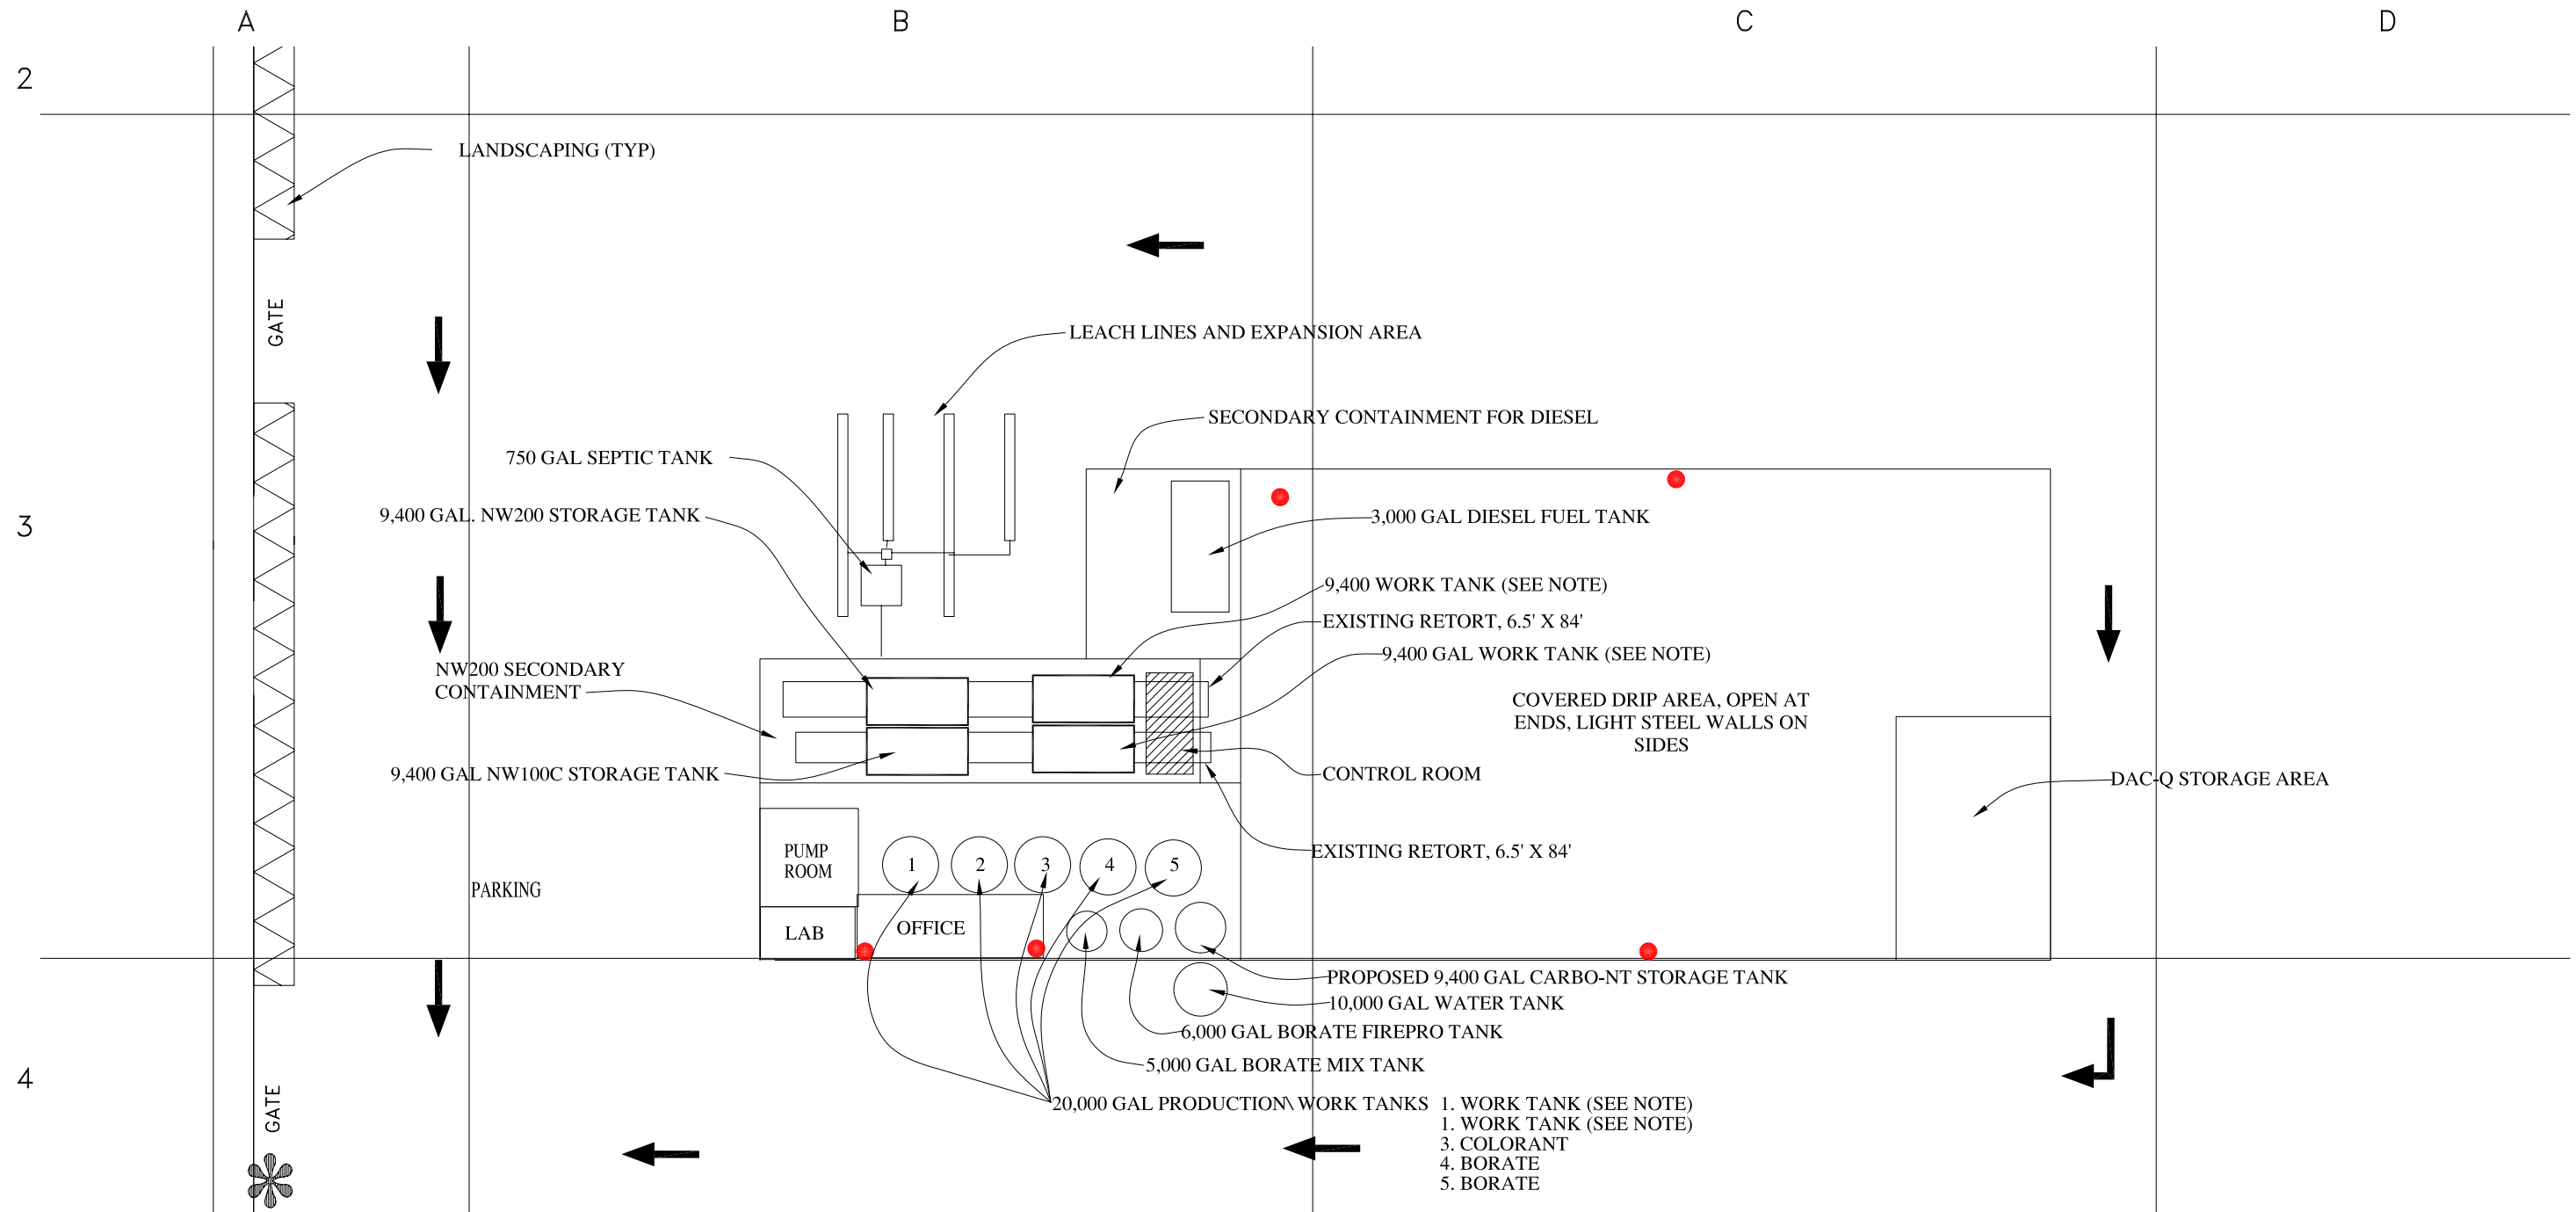 A
B
C
D
2
LANDSCAPING (TYP)
GATE
LEACH LINES AND EXPANSION AREA
SECONDARY CONTAINMENT FOR DIESEL
750 GAL SEPTIC TANK
9,400 GAL. NW200 STORAGE TANK
3,000 GAL DIESEL FUEL TANK
3
9,400 WORK TANK (SEE NOTE)
EXISTING RETORT, 6.5' X 84'
9,400 GAL WORK TANK (SEE NOTE)
NW200 SECONDARY
CONTAINMENT
COVERED DRIP AREA, OPEN AT
ENDS, LIGHT STEEL WALLS ON
SIDES
9,400 GAL NW100C STORAGE TANK
CONTROL ROOM
DAC-Q STORAGE AREA
EXISTING RETORT, 6.5' X 84'
PUMP
ROOM
1
2
3
4
5
PARKING
LAB
OFFICE
PROPOSED 9,400 GAL CARBO-NT STORAGE TANK
10,000 GAL WATER TANK
6,000 GAL BORATE FIREPRO TANK
5,000 GAL BORATE MIX TANK
4
GATE
20,000 GAL PRODUCTION\ WORK TANKS
1. WORK TANK (SEE NOTE)
1. WORK TANK (SEE NOTE)
3. COLORANT
4. BORATE
5. BORATE